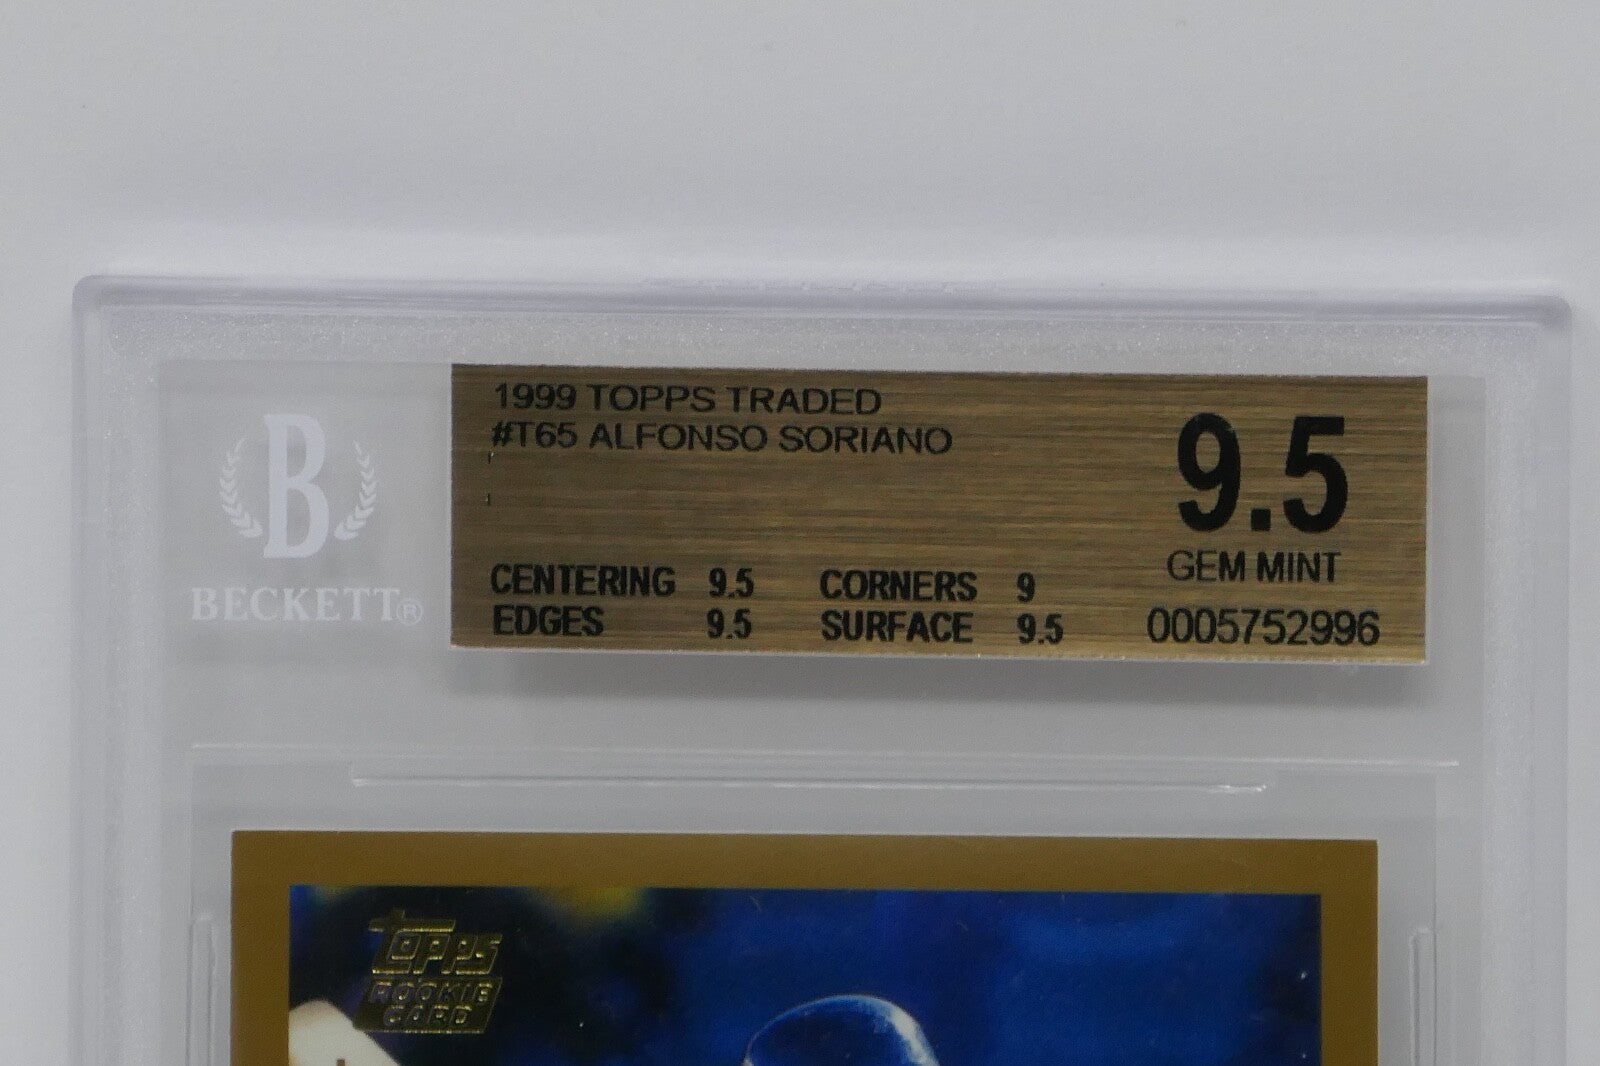 1999 TOPPS TRADED
#T65 ALFONSO SORIANO
9.5
GEM MINT
CENTERING 9.5 CORNERS 9
EDGES 9.5 SURFACE 9.5
0005752996
B
BECKETT®
TOPPS
ROOKIE
CARD